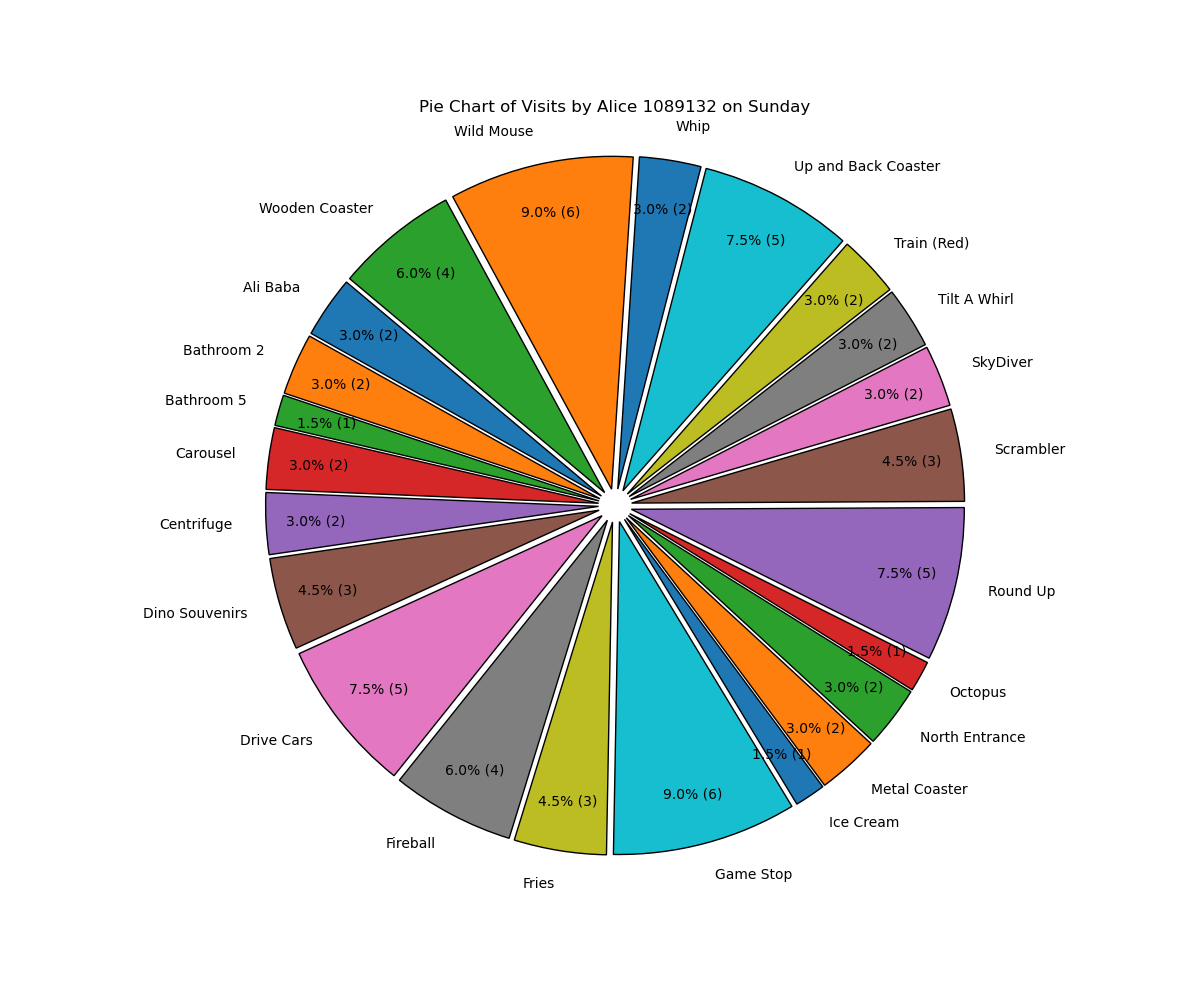 Pie Chart of Visits by Alice 1089132 on Sunday
Whip
3.0% (2)
Wild Mouse
9.0% (6)
Wooden Coaster
6.0% (4)
Ali Baba
3.0% (2)
Bathroom 2
3.0% (2)
Bathroom 5
1.5% (1)
Carousel
3.0% (2)
Centrifuge
3.0% (2)
Dino Souvenirs
4.5% (3)
Drive Cars
7.5% (5)
Fireball
6.0% (4)
Fries
4.5% (3)
Game Stop
9.0% (6)
Ice Cream
1.5% (1)
Metal Coaster
3.0% (2)
North Entrance
3.0% (2)
Octopus
1.5% (1)
Round Up
7.5% (5)
Scrambler
4.5% (3)
SkyDiver
3.0% (2)
Tilt A Whirl
3.0% (2)
Train (Red)
3.0% (2)
Up and Back Coaster
7.5% (5)